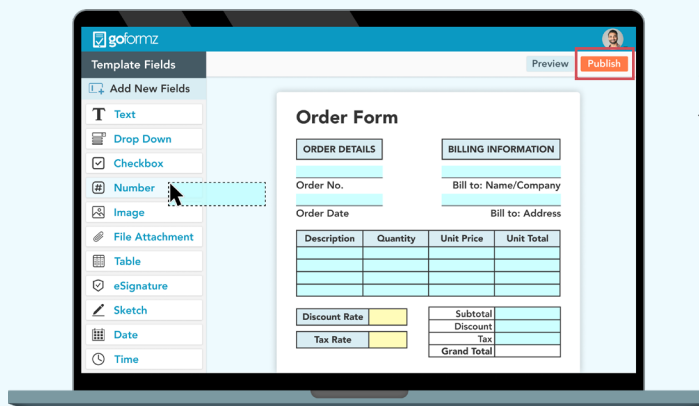 goformz
Template Fields
Preview
Publish
Add New Fields
T Text
Drop Down
Checkbox
# Number
Image
File Attachment
Table
eSignature
Sketch
Date
Time
Order Form
ORDER DETAILS
BILLING INFORMATION
Order No.
Bill to: Name/Company
Order Date
Bill to: Address
Description Quantity Unit Price Unit Total
Discount Rate
Tax Rate
Subtotal
Discount
Tax
Grand Total